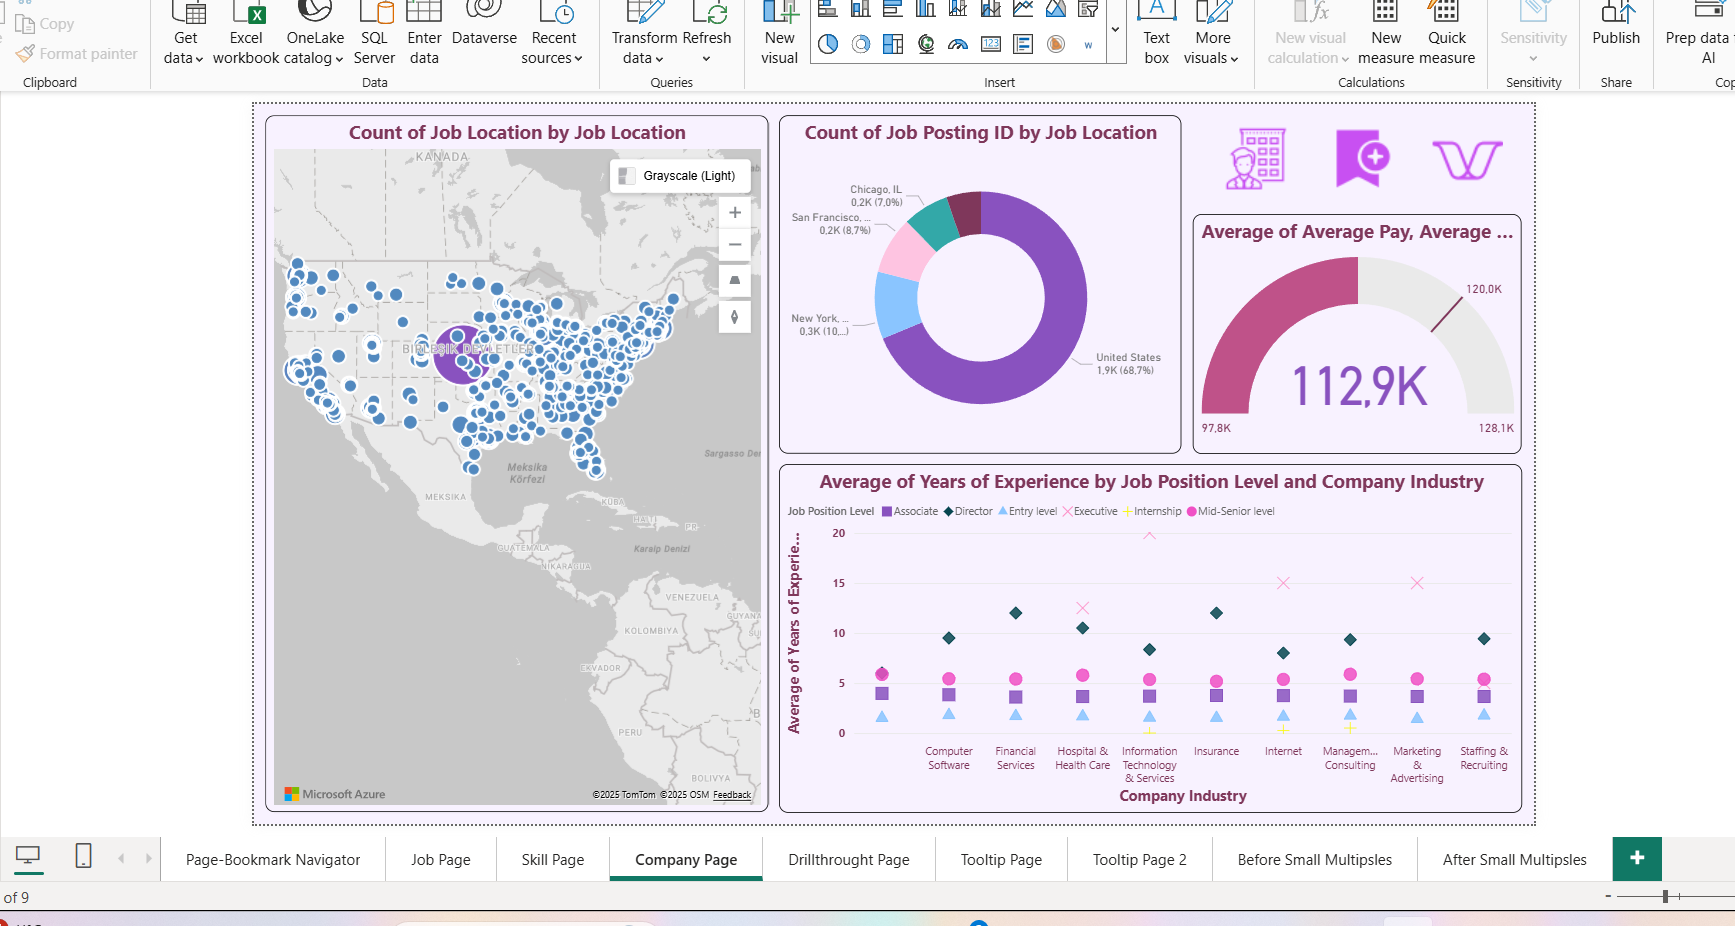 Copy
Format painter
Clipboard
Get data
Excel workbook
OneLake catalog
SQL Server
Enter data
Dataverse
Recent sources
Data
Transform data
Refresh
Queries
New visual
Text box
More visuals
Insert
New visual calculation
New measure
Quick measure
Calculations
Sensitivity
Sensitivity
Publish
Share
Prep data
AI
Count of Job Location by Job Location
KANADA
Grayscale (Light)
BİRLEŞİK DEVLETLER
Meksika
Körfezi
Sargasso
MEKSİKA
KÜBA
HAİTİ
PR.
GUATEMALA
Karaip Denizi
NİKARAGUA
VENEZUELA
GUYANA
KOLOMBİYA
EKVADOR
PERU
BOLİVYA
Microsoft Azure
©2025 TomTom ©2025 OSM Feedback
Count of Job Posting ID by Job Location
Chicago, IL
0,2K (7,0%)
San Francisco, ...
0,2K (8,7%)
New York, ...
0,3K (10,...)
United States
1,9K (68,7%)
Average of Average Pay, Average ...
120,0K
112,9K
97,8K
128,1K
Average of Years of Experience by Job Position Level and Company Industry
Job Position Level Associate Director Entry level Executive Internship Mid-Senior level
Average of Years of Experie...
20
15
10
5
0
Computer Software
Financial Services
Hospital & Health Care
Information Technology & Services
Insurance
Internet
Managem... Consulting
Marketing & Advertising
Staffing & Recruiting
Company Industry
Page-Bookmark Navigator
Job Page
Skill Page
Company Page
Drillthrought Page
Tooltip Page
Tooltip Page 2
Before Small Multipsles
After Small Multipsles
of 9